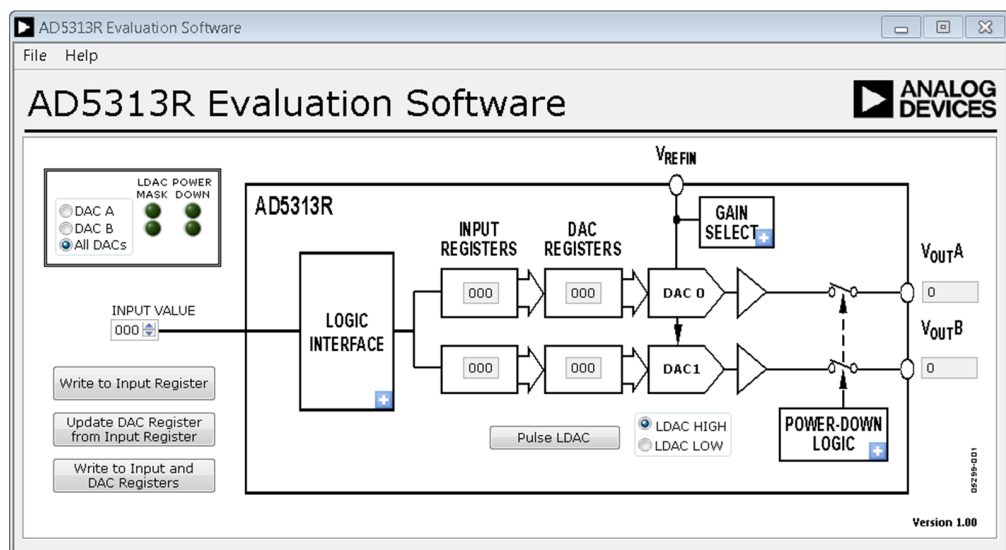 AD5313R Evaluation Software
File Help
AD5313R Evaluation Software
ANALOG
DEVICES
VREFIN
LDAC POWER
MASK DOWN
DAC A
DAC B
All DACs
AD5313R
GAIN
SELECT
INPUT
REGISTERS
DAC
REGISTERS
VOUTA
000
000
DAC 0
0
INPUT VALUE
000
LOGIC
INTERFACE
VOUTB
000
000
DAC 1
0
Write to Input Register
Update DAC Register
from Input Register
Write to Input and
DAC Registers
Pulse LDAC
LDAC HIGH
LDAC LOW
POWER-DOWN
LOGIC
05299-001
Version 1.00